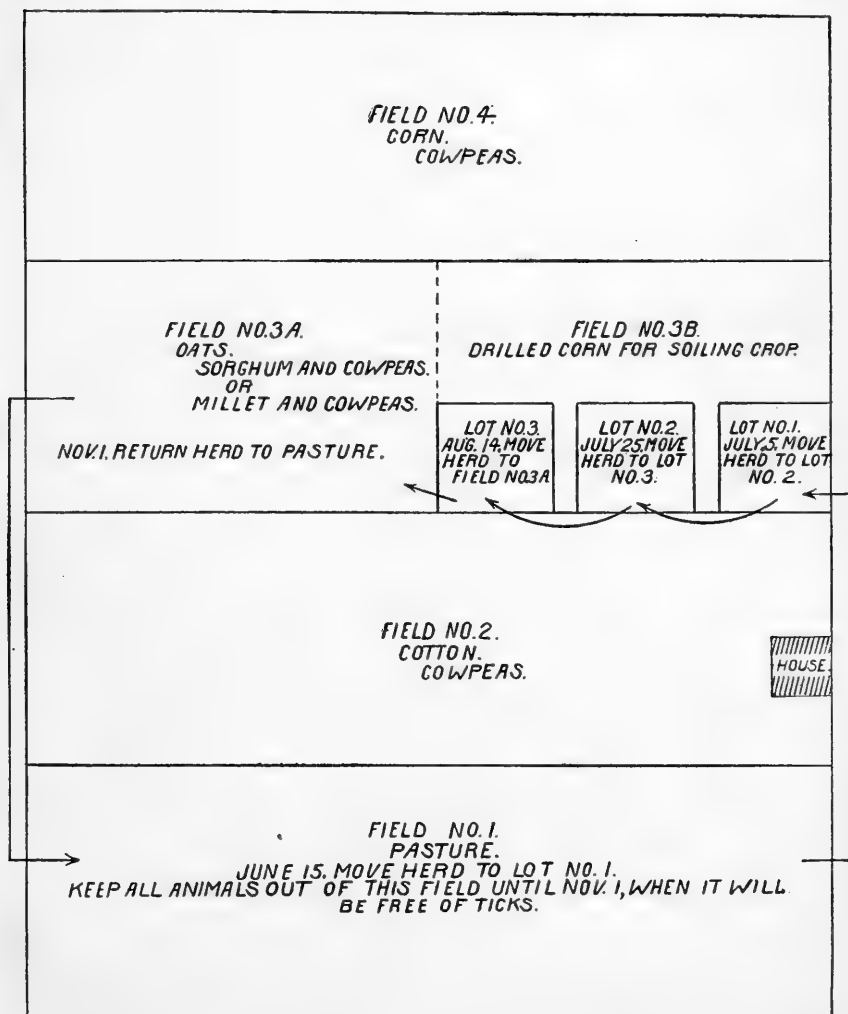 FIELD NO.4.
CORN.
COWPEAS.
FIELD NO.3A.
OATS.
SORGHUM AND COWPEAS.
OR
MILLET AND COWPEAS.
NOV.1. RETURN HERD TO PASTURE.
FIELD NO.3B.
DRILLED CORN FOR SOILING CROP.
LOT NO.3.
AUG. 14. MOVE
HERD TO
FIELD NO.3A
LOT NO.2.
JULY 25. MOVE
HERD TO LOT
NO.3.
LOT NO.1.
JULY 5. MOVE
HERD TO LOT
NO. 2.
FIELD NO.2.
COTTON.
COWPEAS.
HOUSE.
FIELD NO.1.
PASTURE.
JUNE 15. MOVE HERD TO LOT NO.1.
KEEP ALL ANIMALS OUT OF THIS FIELD UNTIL NOV. 1, WHEN IT WILL
BE FREE OF TICKS.